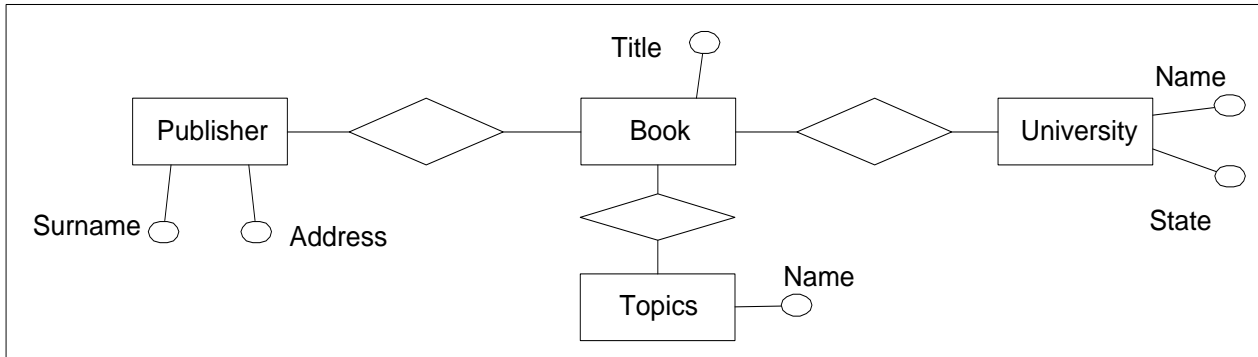 Title
Name
Publisher
Book
University
Surname
Address
State
Name
Topics